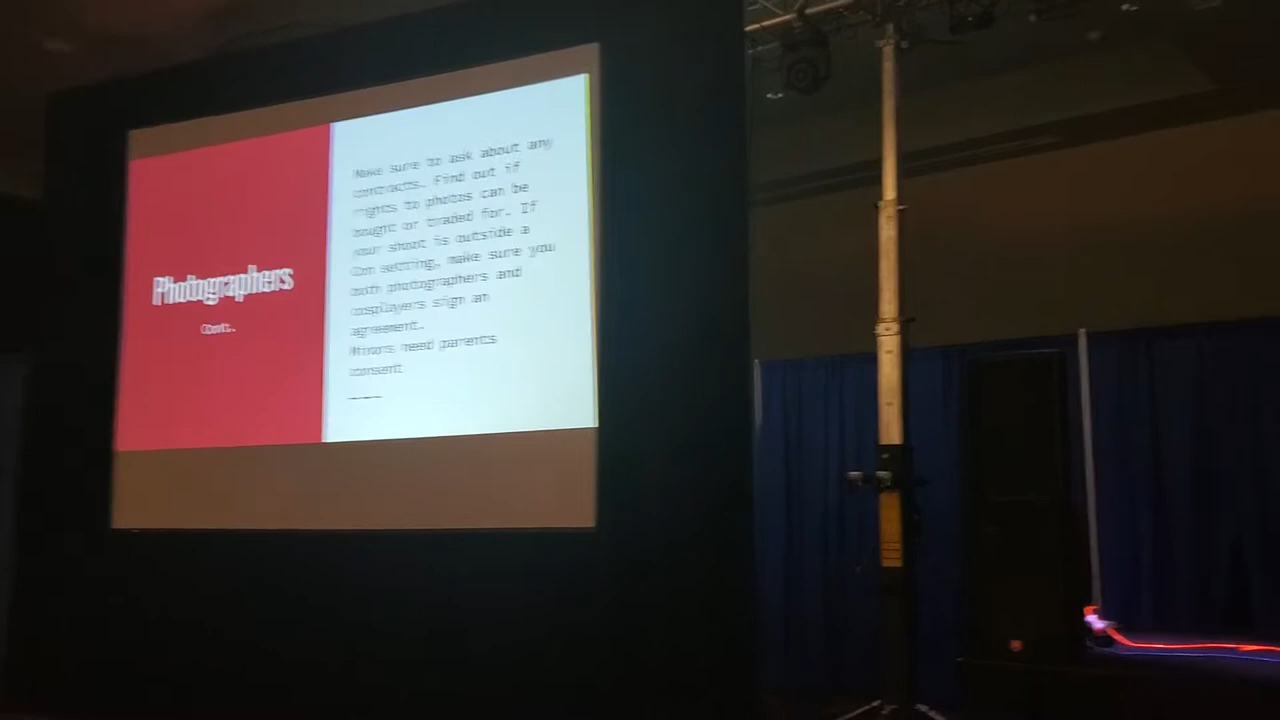 Photographers
Cont..
Make sure to ask about any
contracts. Find out if
rights to photos can be
bought or traded for. If
your shoot is outside a
Con setting, make sure you
both photographers and
cosplayers sign an
agreement.
Minors need parents
consent